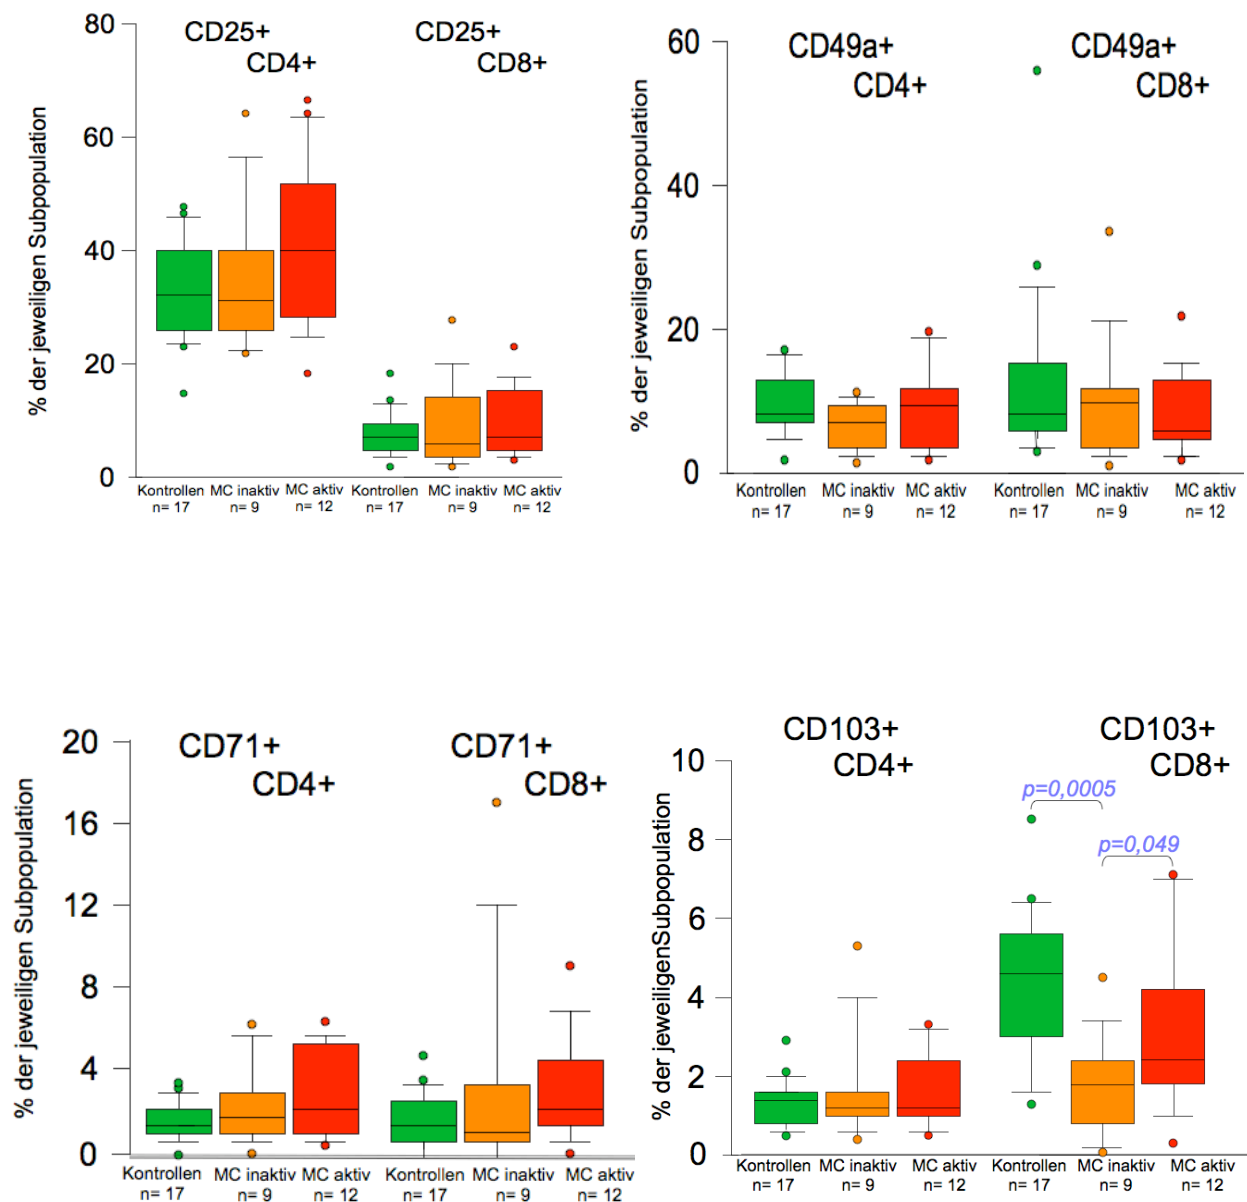 80
60
40
20
0
% der jeweiligen Subpopulation
CD25+
CD4+
CD25+
CD8+
Kontrollen MC inaktiv MC aktiv Kontrollen MC inaktiv MC aktiv
n= 17 n= 9 n= 12 n= 17 n= 9 n= 12
60
40
20
0
% der jeweiligen Subpopulation
CD49a+
CD4+
CD49a+
CD8+
Kontrollen MC inaktiv MC aktiv Kontrollen MC inaktiv MC aktiv
n= 17 n= 9 n= 12 n= 17 n= 9 n= 12
20
16
12
8
4
0
% der jeweiligen Subpopulation
CD71+
CD4+
CD71+
CD8+
Kontrollen MC inaktiv MC aktiv Kontrollen MC inaktiv MC aktiv
n= 17 n= 9 n= 12 n= 17 n= 9 n= 12
10
8
6
4
2
0
% der jeweiligenSubpopulation
CD103+
CD4+
CD103+
CD8+
p=0,0005
p=0,049
Kontrollen MC inaktiv MC aktiv Kontrollen MC inaktiv MC aktiv
n= 17 n= 9 n= 12 n= 17 n= 9 n= 12